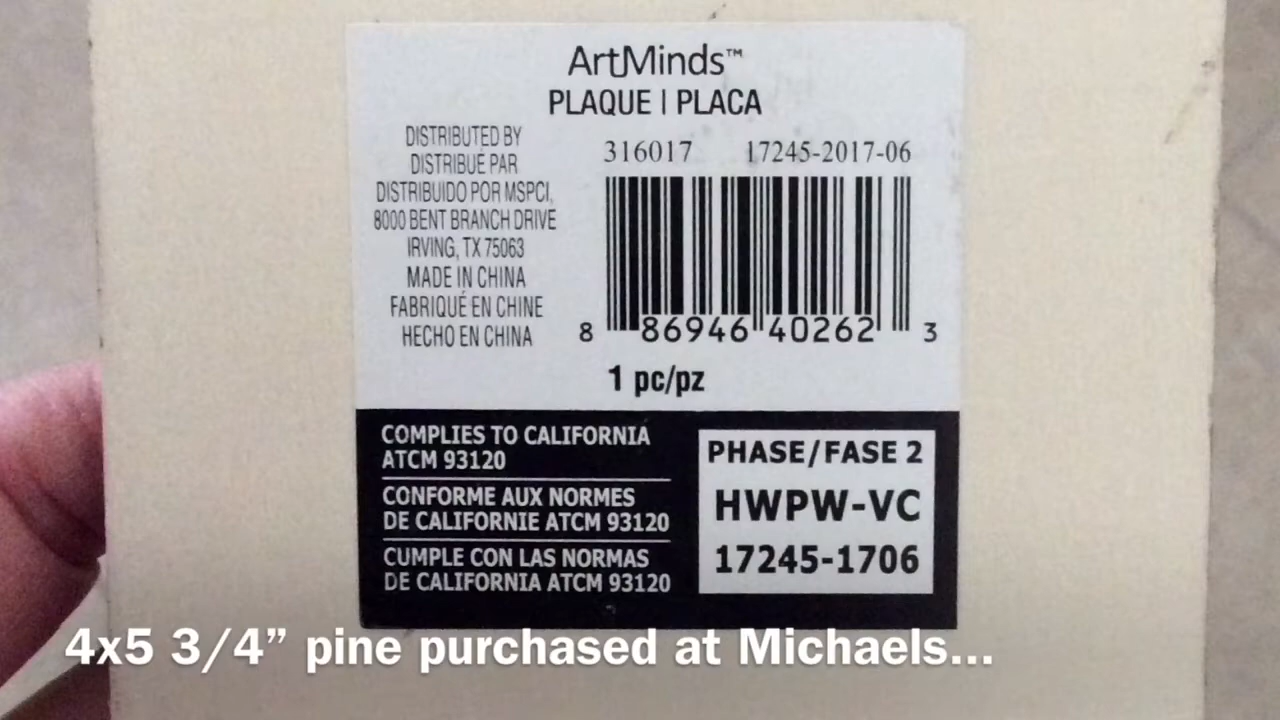 ArtMinds™
PLAQUE | PLACA
DISTRIBUTED BY
DISTRIBUÉ PAR
DISTRIBUIDO POR MSPCI,
8000 BENT BRANCH DRIVE
IRVING, TX 75063
MADE IN CHINA
FABRIQUÉ EN CHINE
HECHO EN CHINA
316017 17245-2017-06
8 86946 40262 3
1 pc/pz
COMPLIES TO CALIFORNIA
ATCM 93120
CONFORME AUX NORMES
DE CALIFORNIE ATCM 93120
CUMPLE CON LAS NORMAS
DE CALIFORNIA ATCM 93120
PHASE/FASE 2
HWPW-VC
17245-1706
4x5 3/4” pine purchased at Michaels...